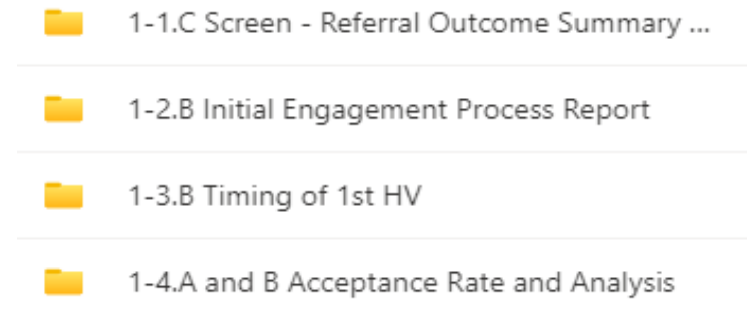 1-1.C Screen - Referral Outcome Summary ...
1-2.B Initial Engagement Process Report
1-3.B Timing of 1st HV
1-4.A and B Acceptance Rate and Analysis